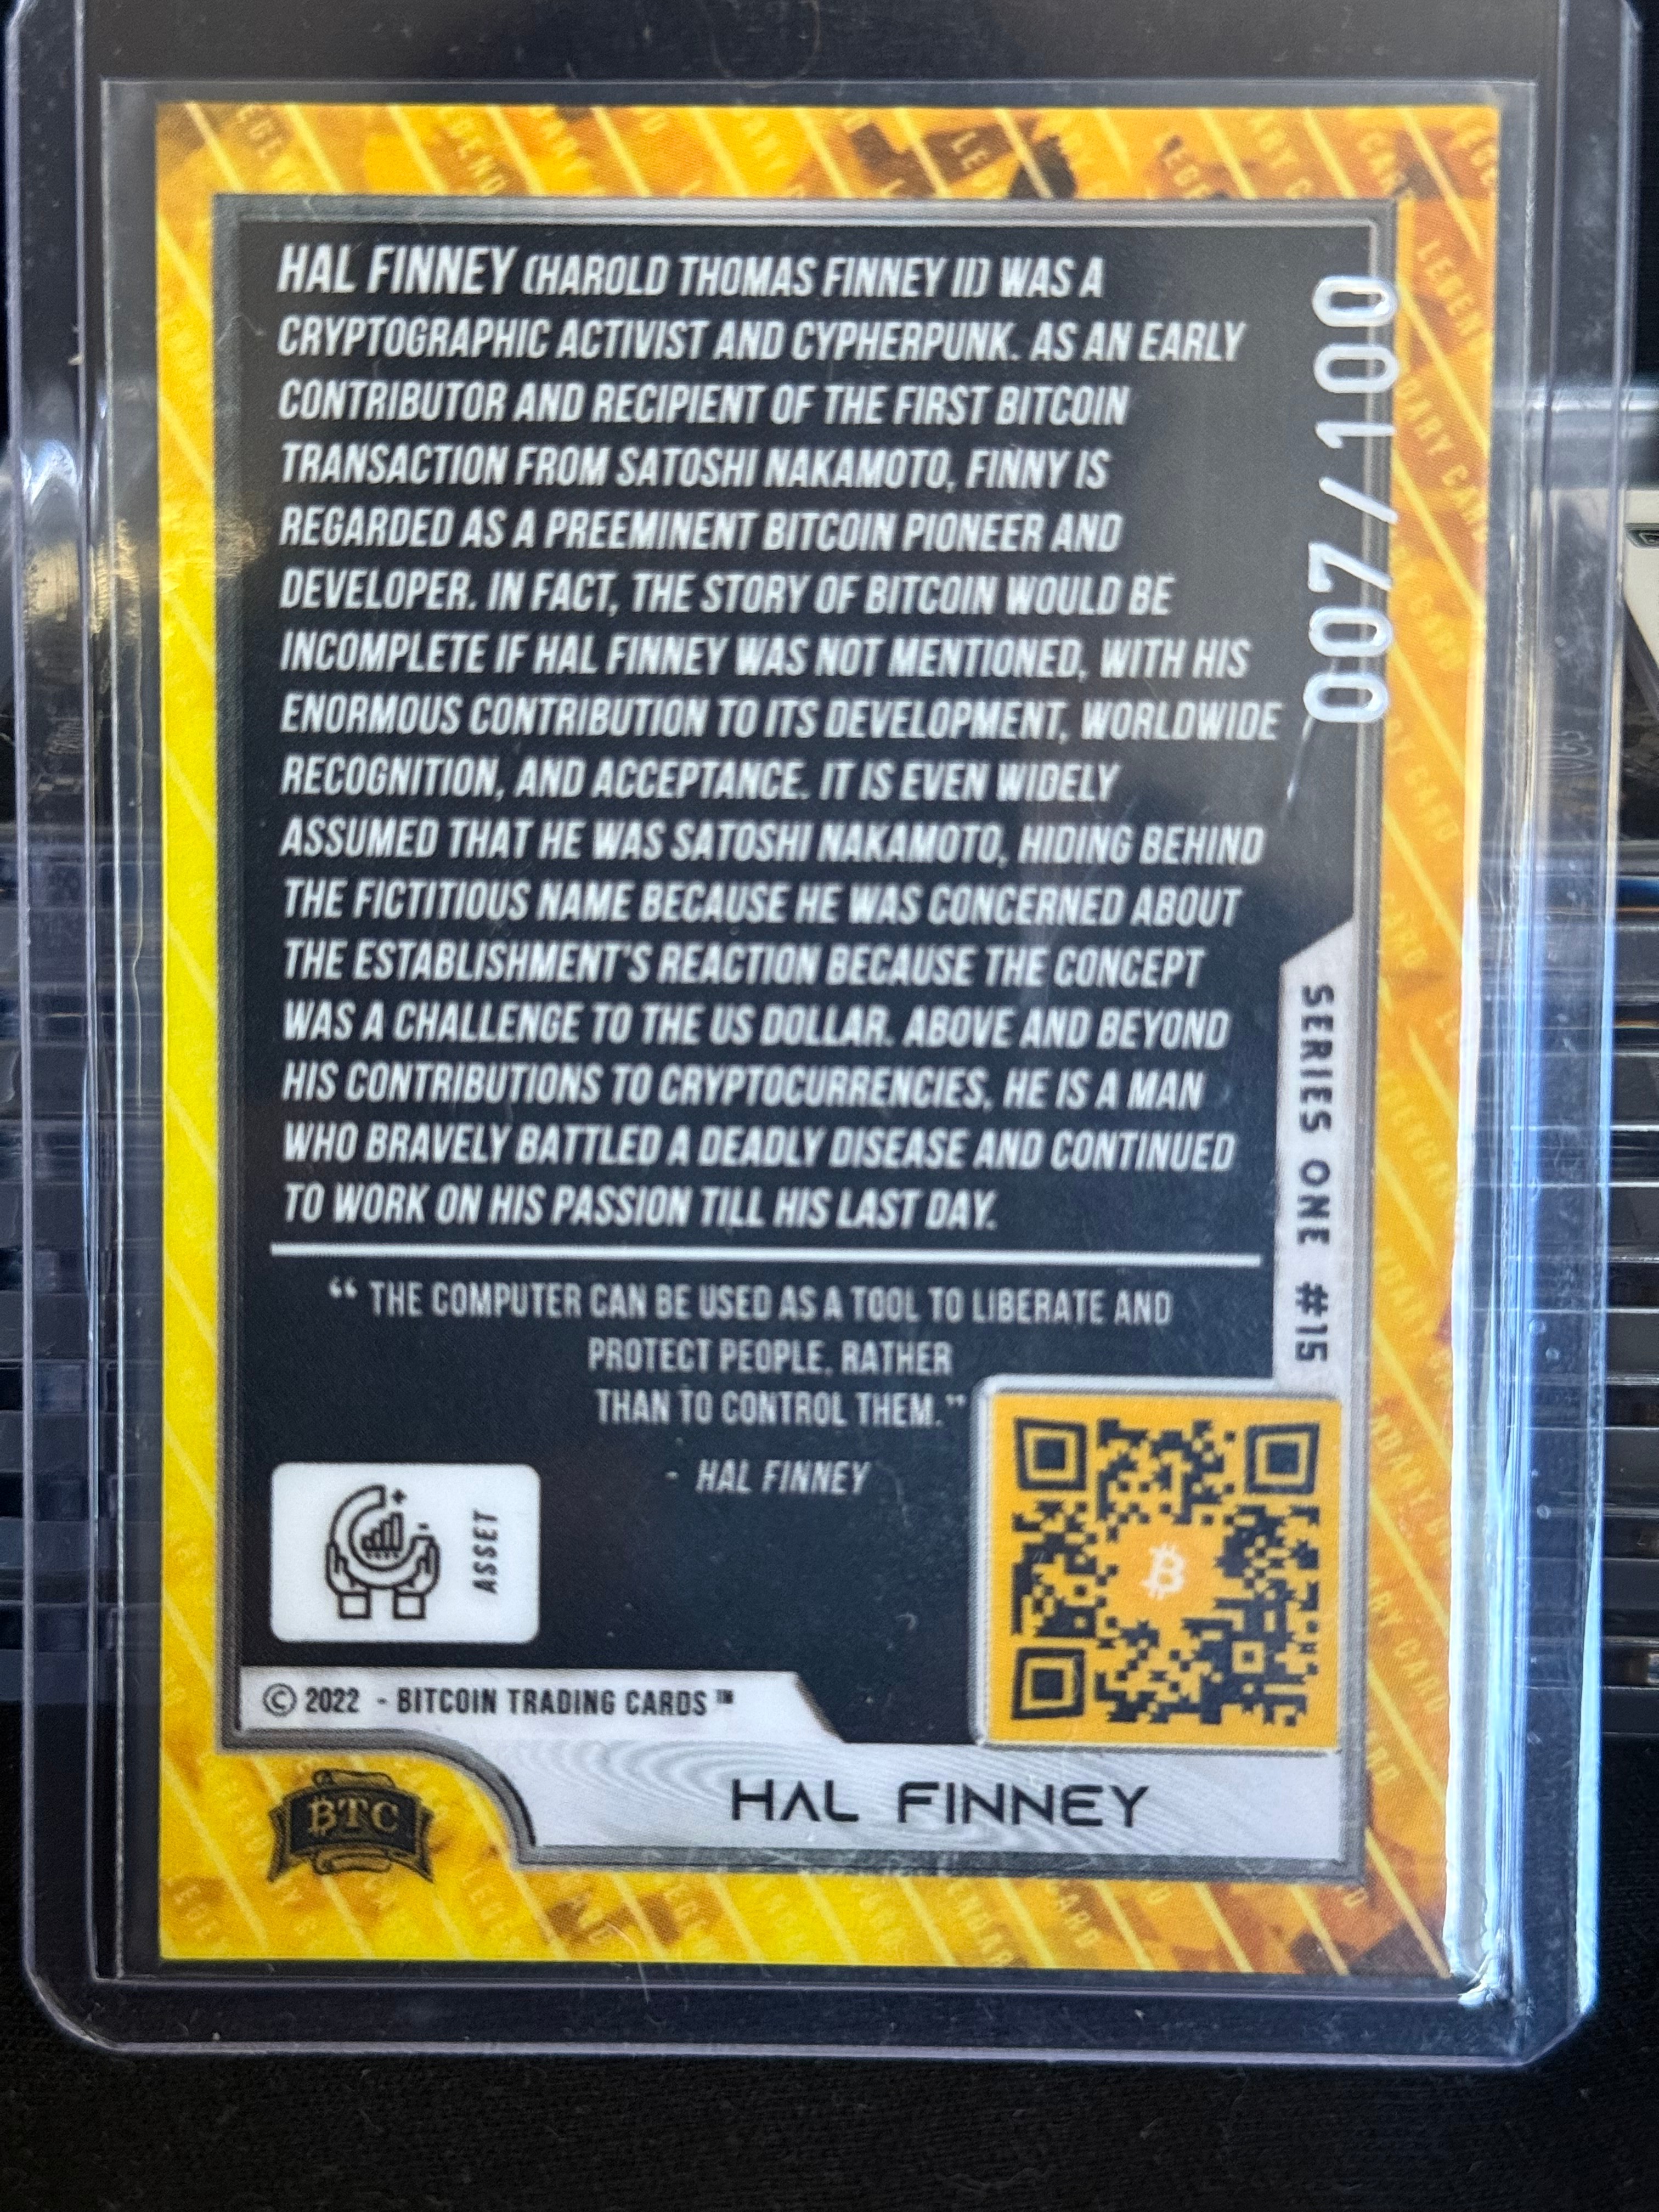 HAL FINNEY (HAROLD THOMAS FINNEY II) WAS A
CRYPTOGRAPHIC ACTIVIST AND CYPHERPUNK. AS AN EARLY
CONTRIBUTOR AND RECIPIENT OF THE FIRST BITCOIN
TRANSACTION FROM SATOSHI NAKAMOTO, FINNY IS
REGARDED AS A PREEMINENT BITCOIN PIONEER AND
DEVELOPER. IN FACT, THE STORY OF BITCOIN WOULD BE
INCOMPLETE IF HAL FINNEY WAS NOT MENTIONED, WITH HIS
ENORMOUS CONTRIBUTION TO ITS DEVELOPMENT, WORLDWIDE
RECOGNITION, AND ACCEPTANCE. IT IS EVEN WIDELY
ASSUMED THAT HE WAS SATOSHI NAKAMOTO, HIDING BEHIND
THE FICTITIOUS NAME BECAUSE HE WAS CONCERNED ABOUT
THE ESTABLISHMENT'S REACTION BECAUSE THE CONCEPT
WAS A CHALLENGE TO THE US DOLLAR. ABOVE AND BEYOND
HIS CONTRIBUTIONS TO CRYPTOCURRENCIES, HE IS A MAN
WHO BRAVELY BATTLED A DEADLY DISEASE AND CONTINUED
TO WORK ON HIS PASSION TILL HIS LAST DAY.
007/100
SERIES ONE #15
“ THE COMPUTER CAN BE USED AS A TOOL TO LIBERATE AND
PROTECT PEOPLE, RATHER
THAN TO CONTROL THEM.”
- HAL FINNEY
ASSET
© 2022 - BITCOIN TRADING CARDS™
₿TC
HAL FINNEY